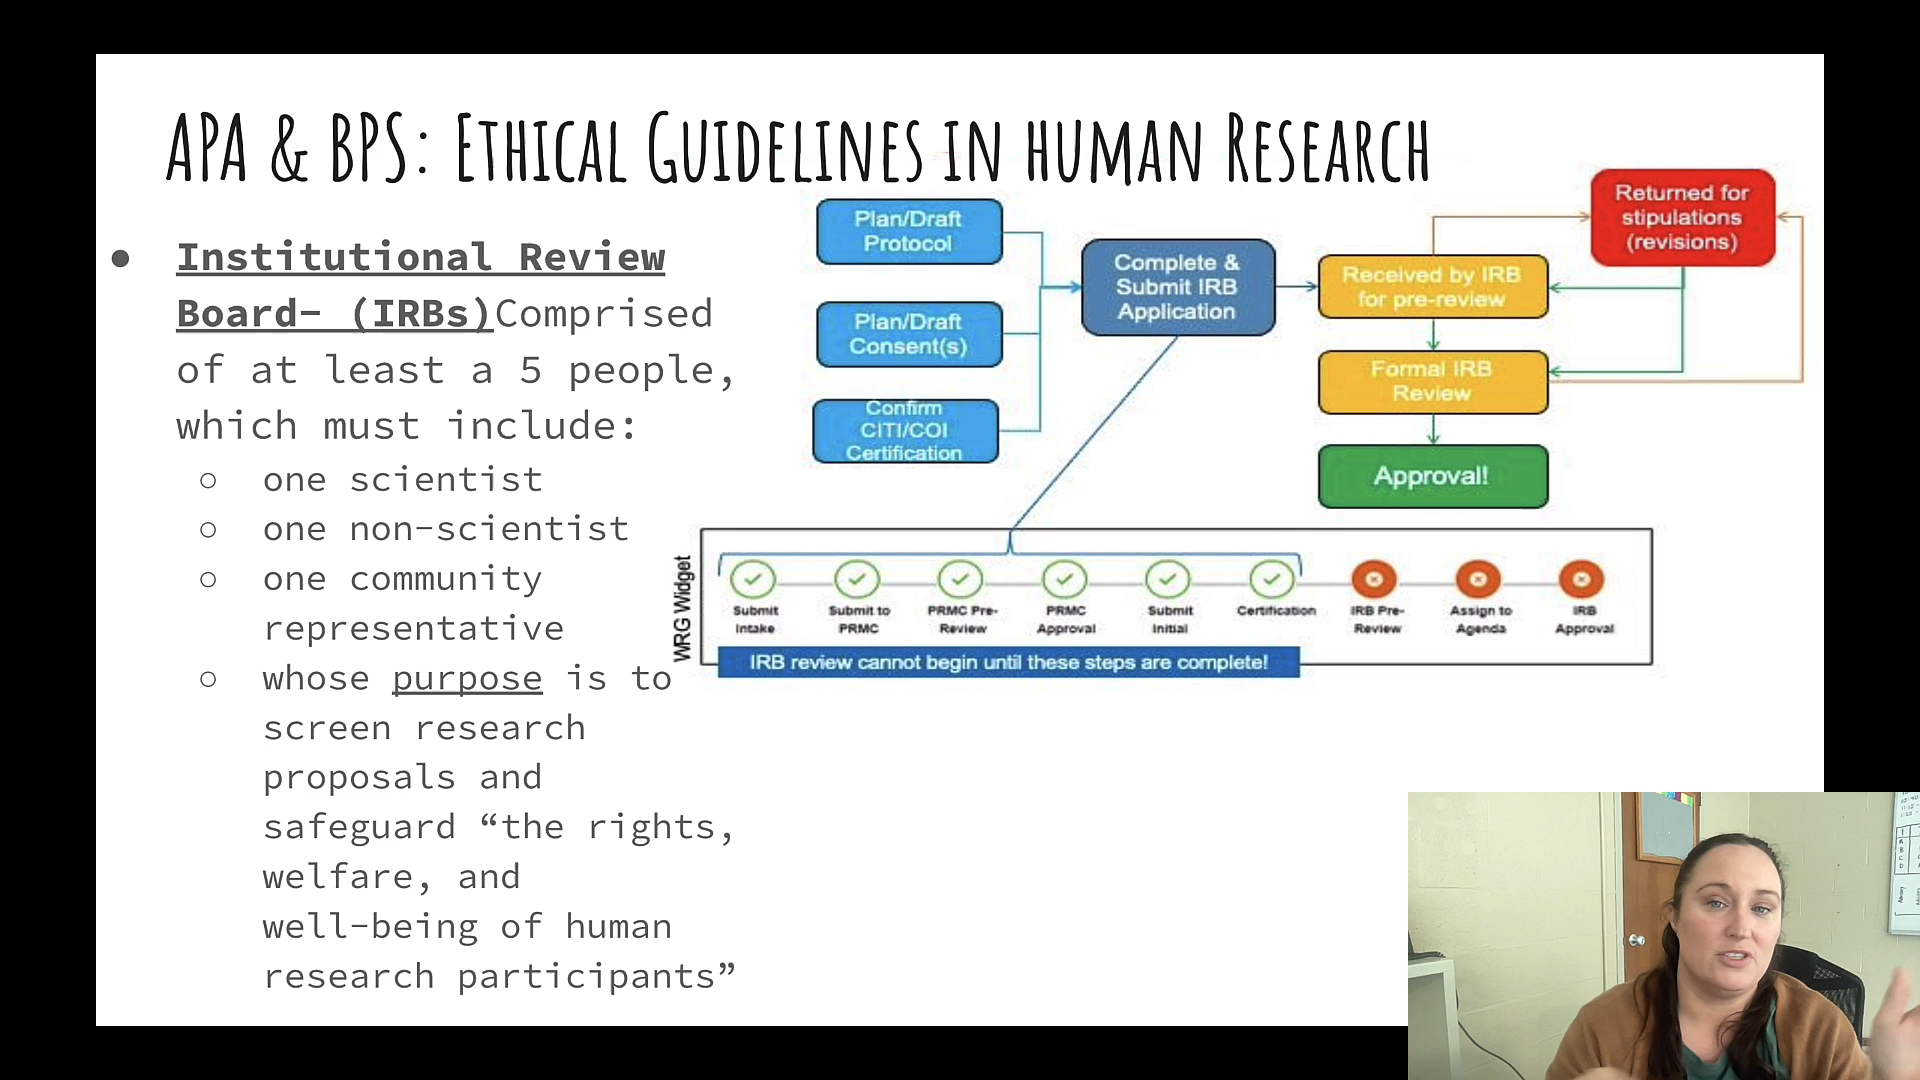 APA & BPS: Ethical Guidelines in human Research
● Institutional Review
Board- (IRBs)Comprised
of at least a 5 people,
which must include:
○ one scientist
○ one non-scientist
○ one community
representative
○ whose purpose is to
screen research
proposals and
safeguard “the rights,
welfare, and
well-being of human
research participants”
Plan/Draft
Protocol
Plan/Draft
Consent(s)
Confirm
CITI/COI
Certification
Complete &
Submit IRB
Application
Received by IRB
for pre-review
Returned for
stipulations
(revisions)
Formal IRB
Review
Approval!
WRG Widget
Submit
Intake
Submit to
PRMC
PRMC Pre-
Review
PRMC
Approval
Submit
Initial
Certification
IRB Pre-
Review
Assign to
Agenda
IRB
Approval
IRB review cannot begin until these steps are complete!